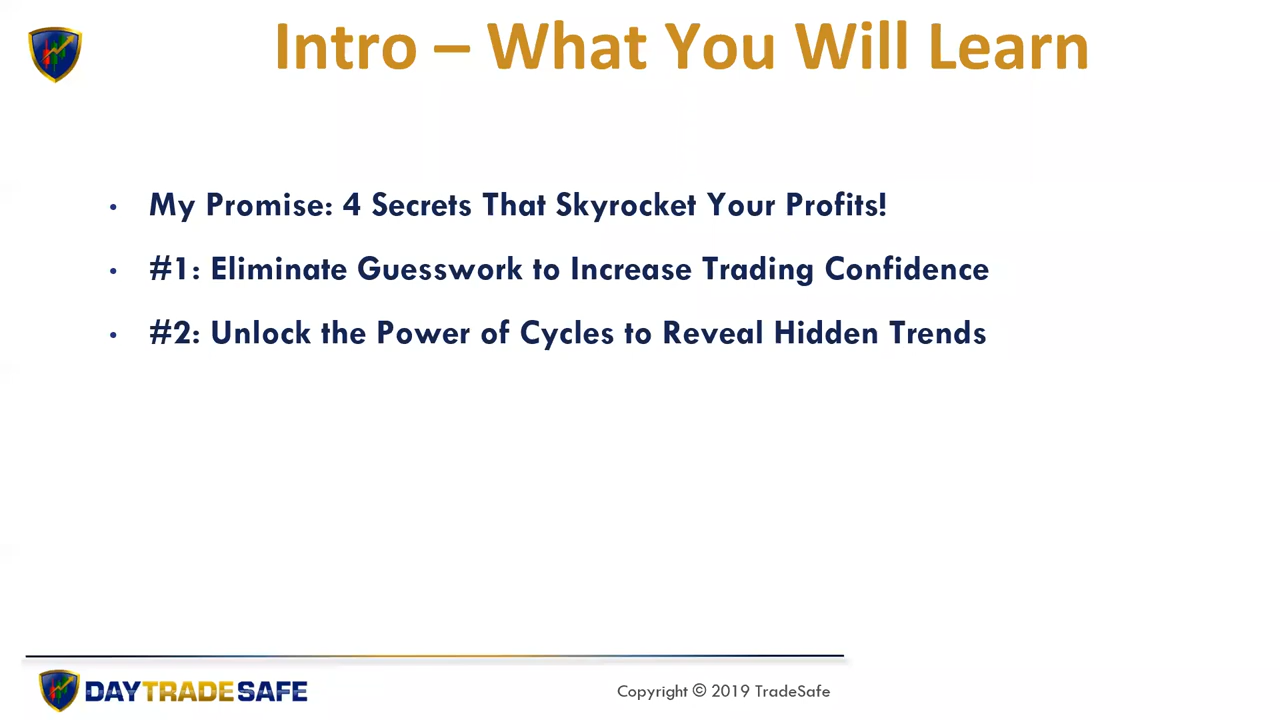 Intro – What You Will Learn
• My Promise: 4 Secrets That Skyrocket Your Profits!
• #1: Eliminate Guesswork to Increase Trading Confidence
• #2: Unlock the Power of Cycles to Reveal Hidden Trends
DAYTRADESAFE
Copyright © 2019 TradeSafe